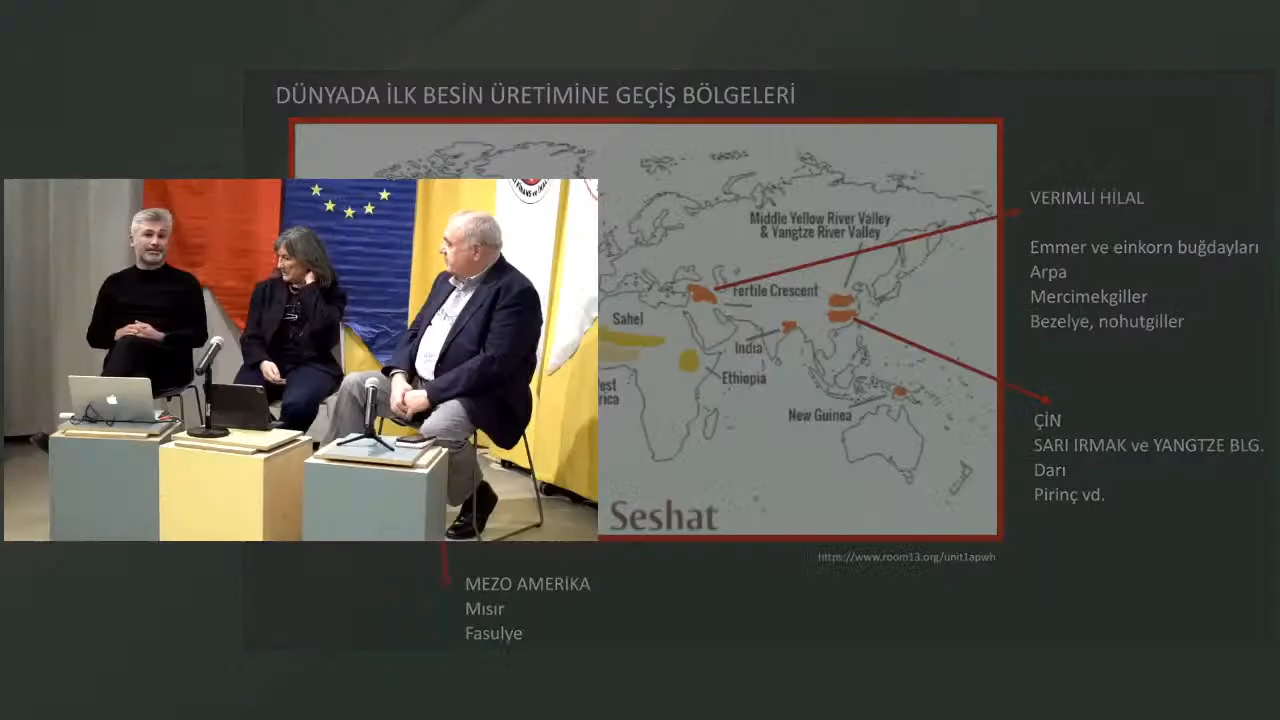 DÜNYADA İLK BESİN ÜRETİMİNE GEÇİŞ BÖLGELERİ
Middle Yellow River Valley
& Yangtze River Valley
Fertile Crescent
Sahel
India
Ethiopia
New Guinea
Seshat
VERIMLİ HİLAL
Emmer ve einkorn buğdayları
Arpa
Mercimekgiller
Bezelye, nohutgiller
ÇİN
SARI IRMAK ve YANGTZE BLG.
Darı
Pirinç vd.
https://www.room13.org/unit1apwh
MEZO AMERİKA
Mısır
Fasulye